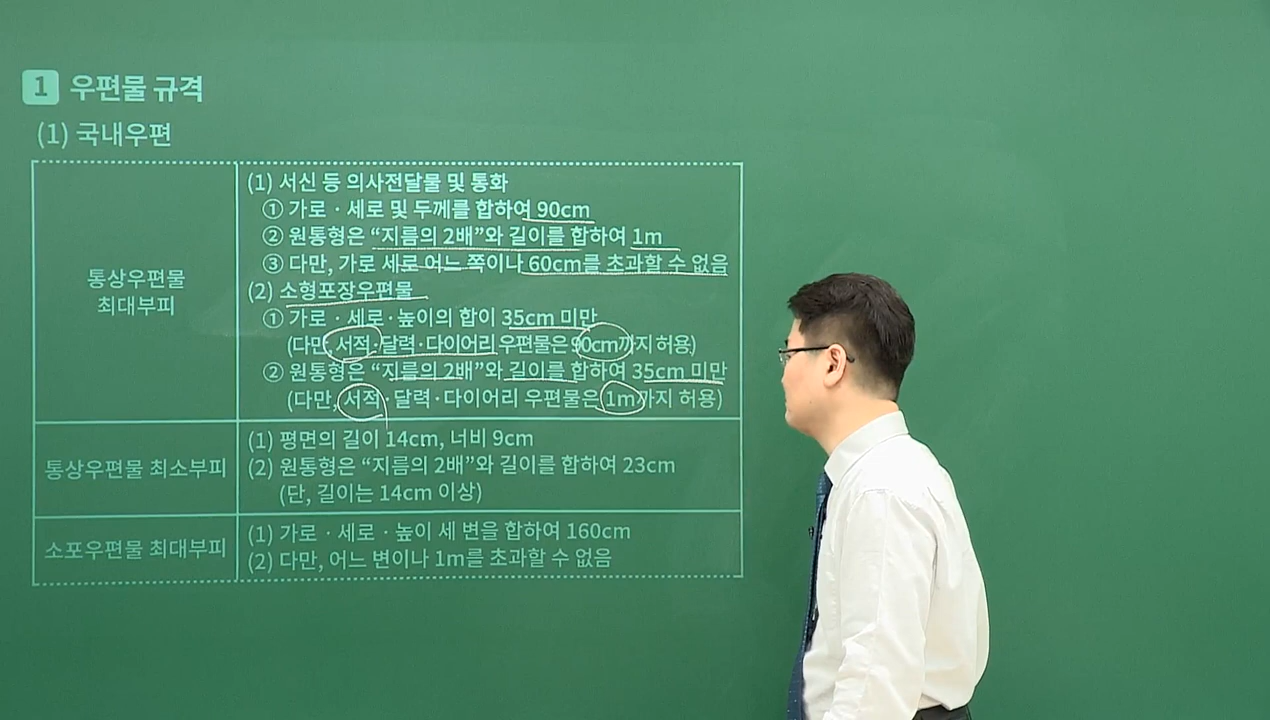 1 우편물 규격
(1) 국내우편
통상우편물
최대부피
(1) 서신 등 의사전달물 및 통화
① 가로 · 세로 및 두께를 합하여 90cm
② 원통형은 “지름의 2배”와 길이를 합하여 1m
③ 다만, 가로 세로 어느 쪽이나 60cm를 초과할 수 없음
(2) 소형포장우편물
① 가로 · 세로 · 높이의 합이 35cm 미만
(다만 서적·달력·다이어리 우편물은 90cm까지 허용)
② 원통형은 “지름의 2배”와 길이를 합하여 35cm 미만
(다만, 서적·달력·다이어리 우편물은 1m까지 허용)
통상우편물 최소부피
(1) 평면의 길이 14cm, 너비 9cm
(2) 원통형은 “지름의 2배”와 길이를 합하여 23cm
(단, 길이는 14cm 이상)
소포우편물 최대부피
(1) 가로 · 세로 · 높이 세 변을 합하여 160cm
(2) 다만, 어느 변이나 1m를 초과할 수 없음